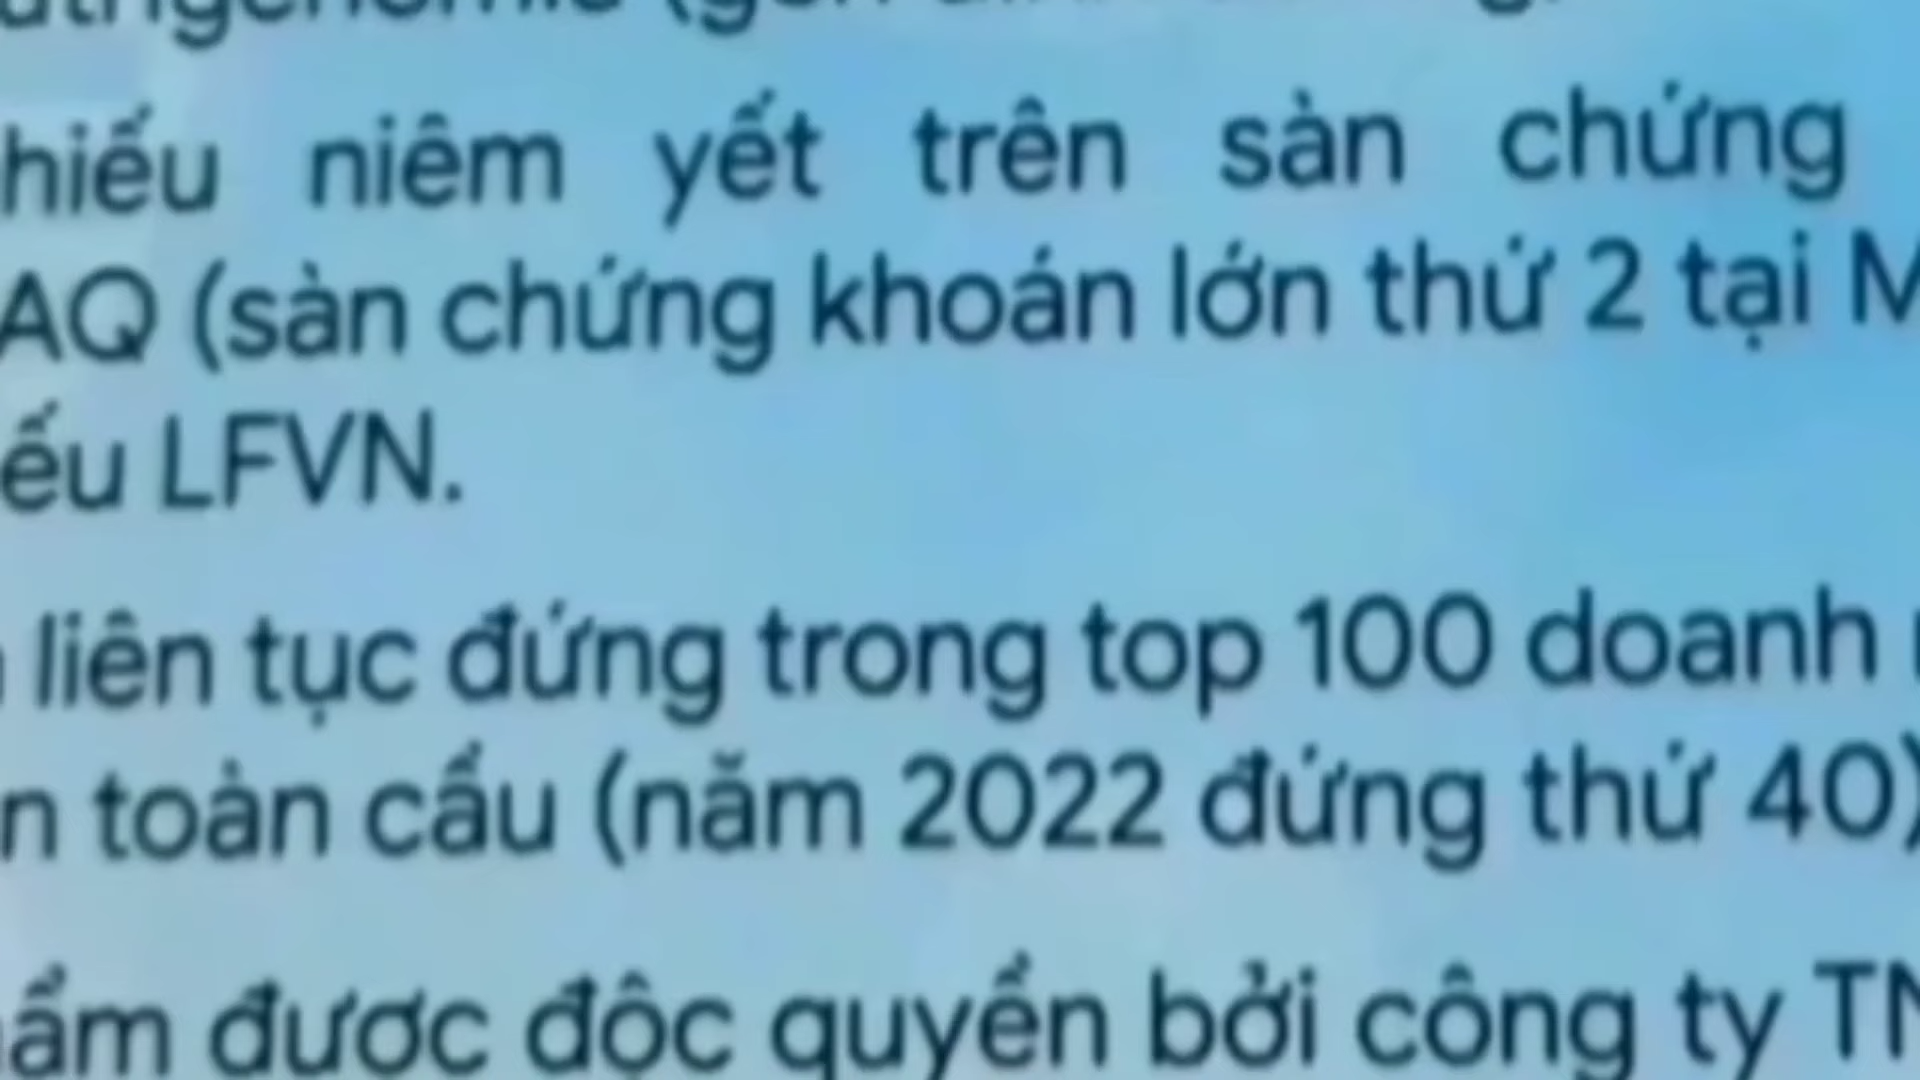 hiếu niêm yết trên sàn chứng
AQ (sàn chứng khoán lớn thứ 2 tại M
ếu LFVN.
liên tục đứng trong top 100 doanh
n toàn cầu (năm 2022 đứng thứ 40)
ẩm được độc quyền bởi công ty TN